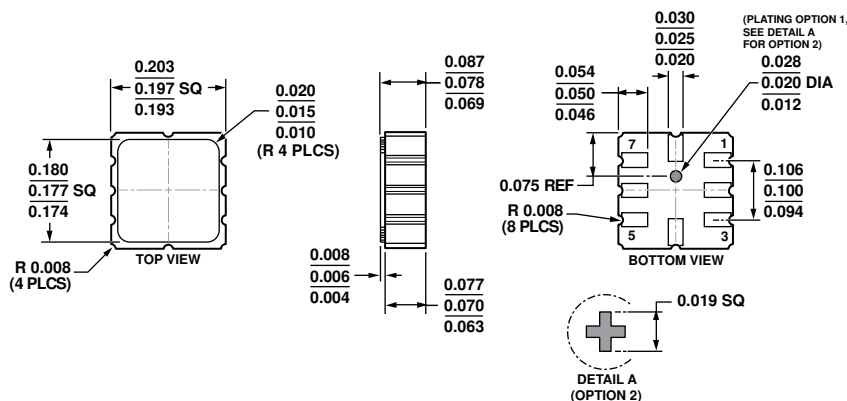 0.203
0.197 SQ
0.193
0.020
0.015
0.010
(R 4 PLCS)
0.180
0.177 SQ
0.174
R 0.008
(4 PLCS)
TOP VIEW
0.087
0.078
0.069
0.008
0.006
0.004
0.077
0.070
0.063
0.030
0.025
0.020
(PLATING OPTION 1,
SEE DETAIL A
FOR OPTION 2)
0.054
0.050
0.046
0.028
0.020 DIA
0.012
7
1
0.075 REF
0.106
0.100
0.094
R 0.008
(8 PLCS)
5
3
BOTTOM VIEW
0.019 SQ
DETAIL A
(OPTION 2)